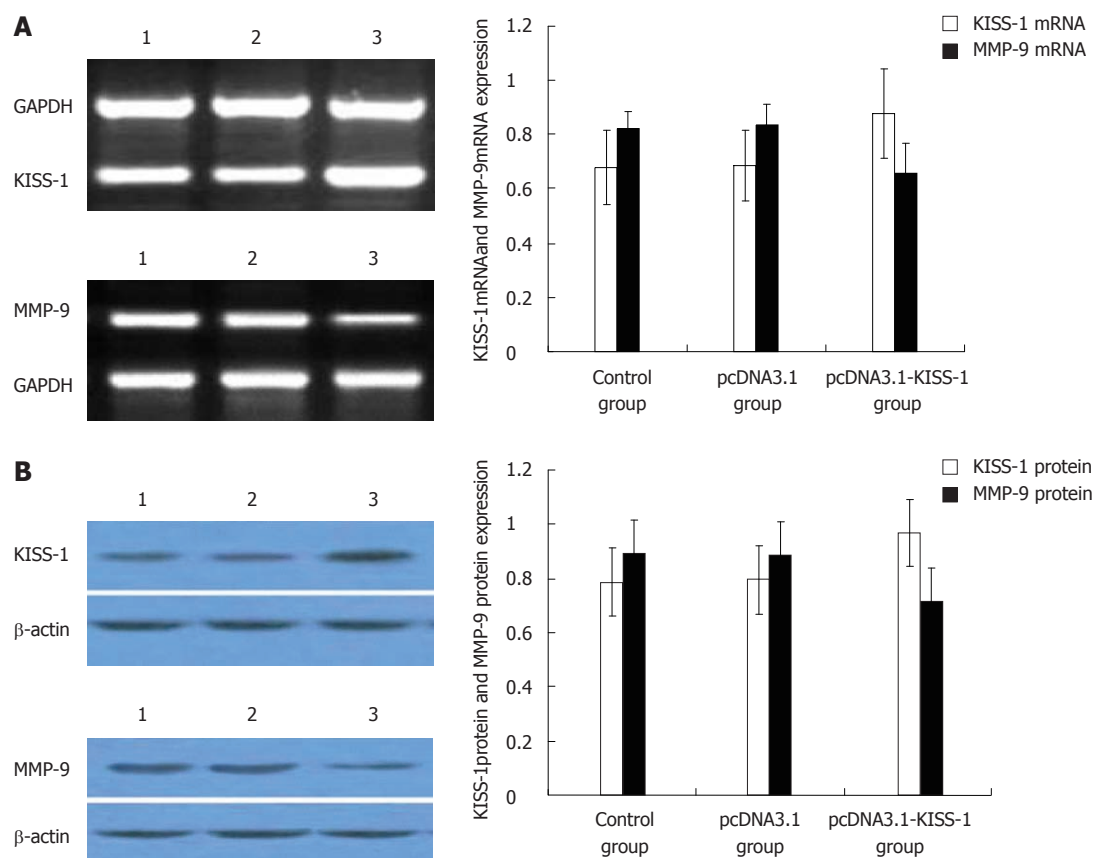 A
1 2 3
GAPDH
KISS-1
1 2 3
MMP-9
GAPDH
KISS-1mRNAand MMP-9mRNA expression
1.2
1
0.8
0.6
0.4
0.2
0
KISS-1 mRNA
MMP-9 mRNA
Control
group
pcDNA3.1
group
pcDNA3.1-KISS-1
group
B
1 2 3
KISS-1
β-actin
1 2 3
MMP-9
β-actin
KISS-1protein and MMP-9 protein expression
1.2
1
0.8
0.6
0.4
0.2
0
KISS-1 protein
MMP-9 protein
Control
group
pcDNA3.1
group
pcDNA3.1-KISS-1
group